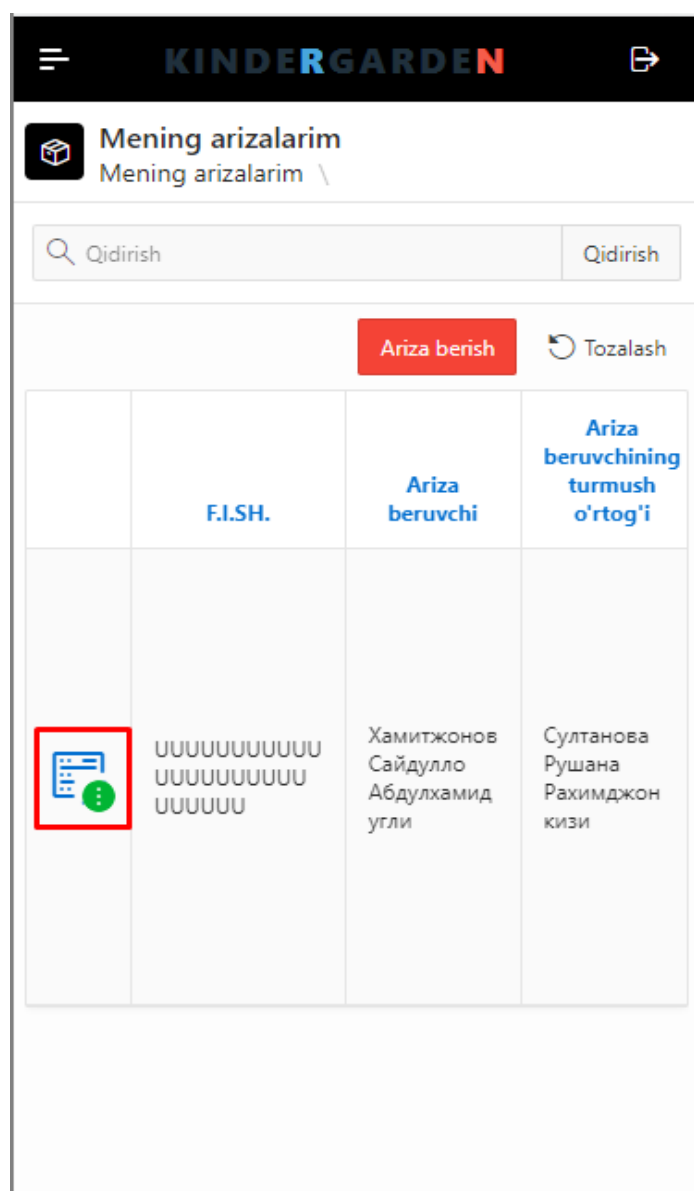 KINDERGARDEN
Mening arizalarim
Mening arizalarim \
Qidirish
Qidirish
Ariza berish
Tozalash
F.I.SH.
Ariza
beruvchi
Ariza
beruvchining
turmush
o'rtog'i
UUUUUUUUUUU
UUUUUUUUUU
UUUUUU
Хамитжонов
Сайдулло
Абдулхамид
угли
Султанова
Рушана
Рахимджон
кизи